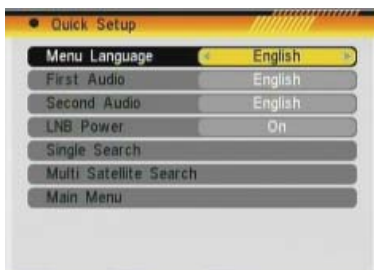 Quick Setup
Menu Language English
First Audio English
Second Audio English
LNB Power On
Single Search
Multi Satellite Search
Main Menu